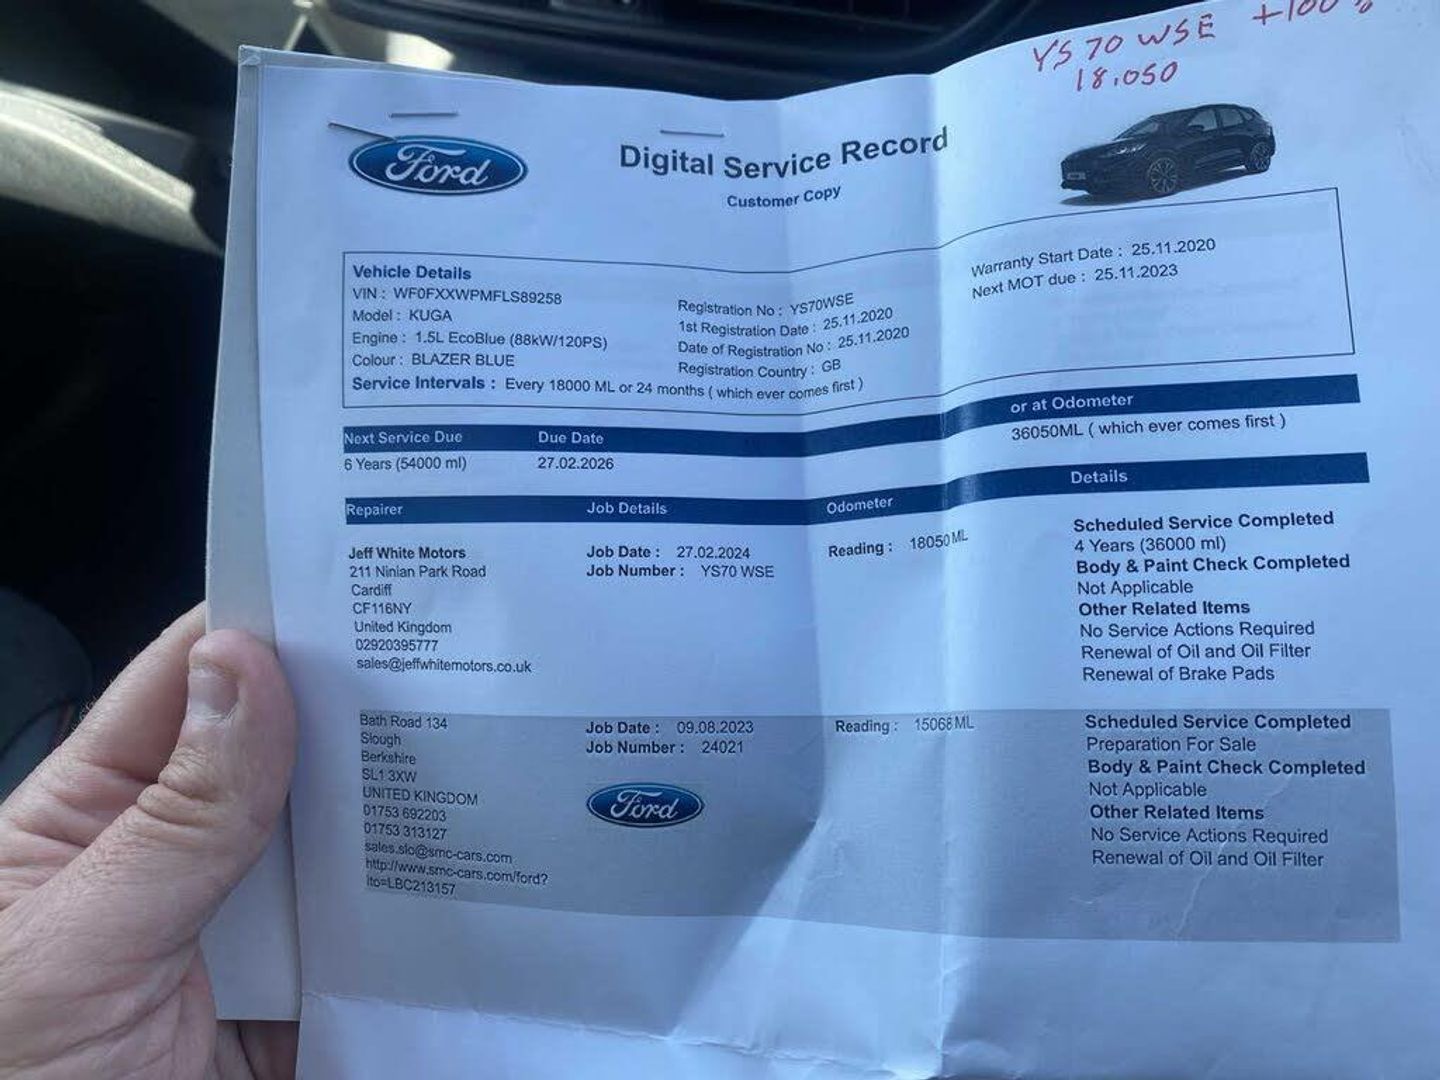 YS 70 WSE +100%
18.050
Ford
Digital Service Record
Customer Copy
Vehicle Details
VIN : WF0FXXWPMFLS89258
Model : KUGA
Engine : 1.5L EcoBlue (88kW/120PS)
Colour : BLAZER BLUE
Service Intervals : Every 18000 ML or 24 months ( which ever comes first )
Registration No : YS70WSE
1st Registration Date : 25.11.2020
Date of Registration No : 25.11.2020
Registration Country : GB
Warranty Start Date : 25.11.2020
Next MOT due : 25.11.2023
Next Service Due Due Date or at Odometer
6 Years (54000 ml) 27.02.2026 36050ML ( which ever comes first )
Repairer Job Details Odometer Details
Jeff White Motors
211 Ninian Park Road
Cardiff
CF116NY
United Kingdom
02920395777
sales@jeffwhitemotors.co.uk
Job Date : 27.02.2024
Job Number : YS70 WSE
Reading : 18050 ML
Scheduled Service Completed
4 Years (36000 ml)
Body & Paint Check Completed
Not Applicable
Other Related Items
No Service Actions Required
Renewal of Oil and Oil Filter
Renewal of Brake Pads
Bath Road 134
Slough
Berkshire
SL1 3XW
UNITED KINGDOM
01753 692203
01753 313127
sales.slo@smc-cars.com
http://www.smc-cars.com/ford?
lto=LBC213157
Job Date : 09.08.2023
Job Number : 24021
Ford
Reading : 15068 ML
Scheduled Service Completed
Preparation For Sale
Body & Paint Check Completed
Not Applicable
Other Related Items
No Service Actions Required
Renewal of Oil and Oil Filter